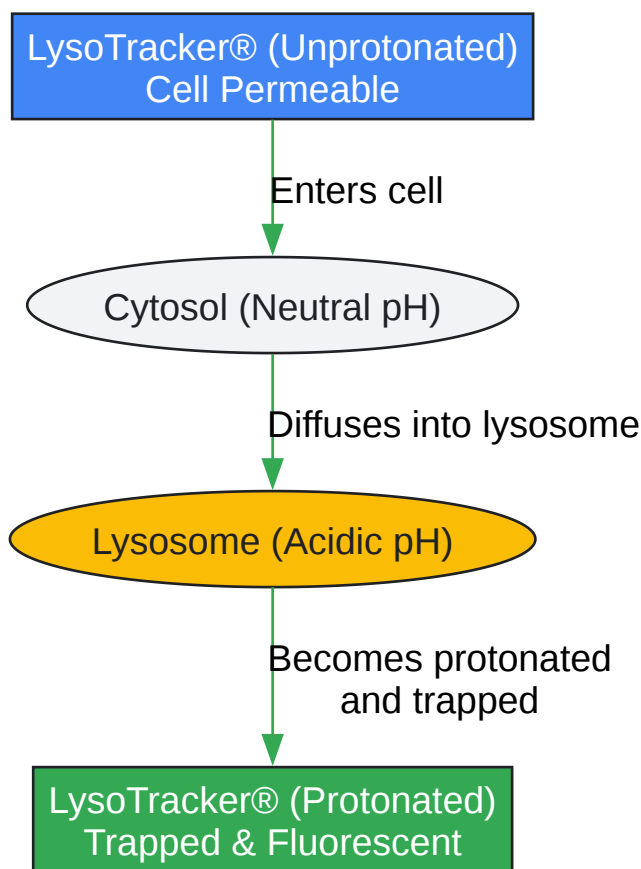 LysoTracker® (Unprotonated)
Cell Permeable
Enters cell
Cytosol (Neutral pH)
Diffuses into lysosome
Lysosome (Acidic pH)
Becomes protonated
and trapped
LysoTracker® (Protonated)
Trapped & Fluorescent